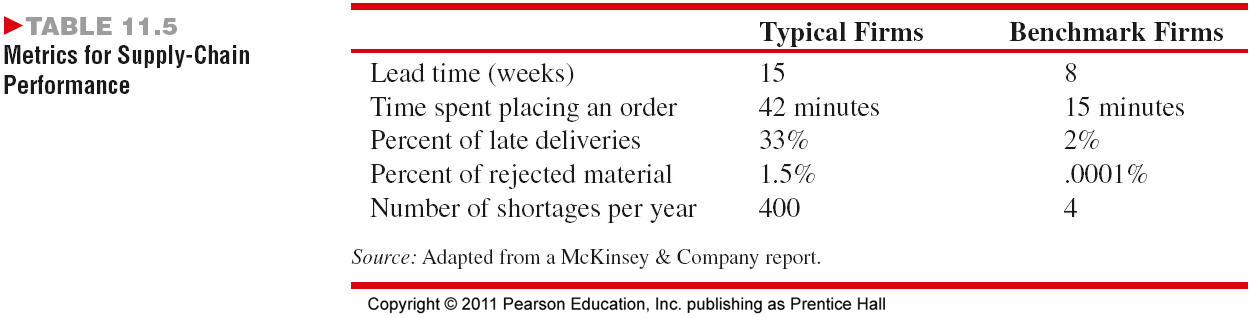 ►TABLE 11.5
Metrics for Supply-Chain
Performance
Typical Firms Benchmark Firms
Lead time (weeks) 15 8
Time spent placing an order 42 minutes 15 minutes
Percent of late deliveries 33% 2%
Percent of rejected material 1.5% .0001%
Number of shortages per year 400 4
Source: Adapted from a McKinsey & Company report.
Copyright © 2011 Pearson Education, Inc. publishing as Prentice Hall